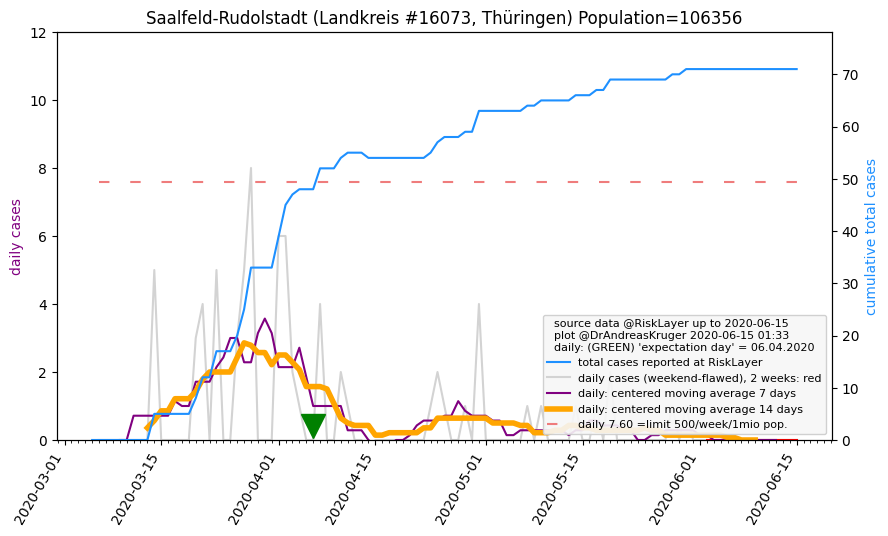 Saalfeld-Rudolstadt (Landkreis #16073, Thüringen) Population=106356
daily cases
12
10
8
6
4
2
0
cumulative total cases
70
60
50
40
30
20
10
0
source data @RiskLayer up to 2020-06-15
plot @DrAndreasKruger 2020-06-15 01:33
daily: (GREEN) 'expectation day' = 06.04.2020
total cases reported at RiskLayer
daily cases (weekend-flawed), 2 weeks: red
daily: centered moving average 7 days
daily: centered moving average 14 days
daily 7.60 =limit 500/week/1mio pop.
2020-03-01
2020-03-15
2020-04-01
2020-04-15
2020-05-01
2020-05-15
2020-06-01
2020-06-15